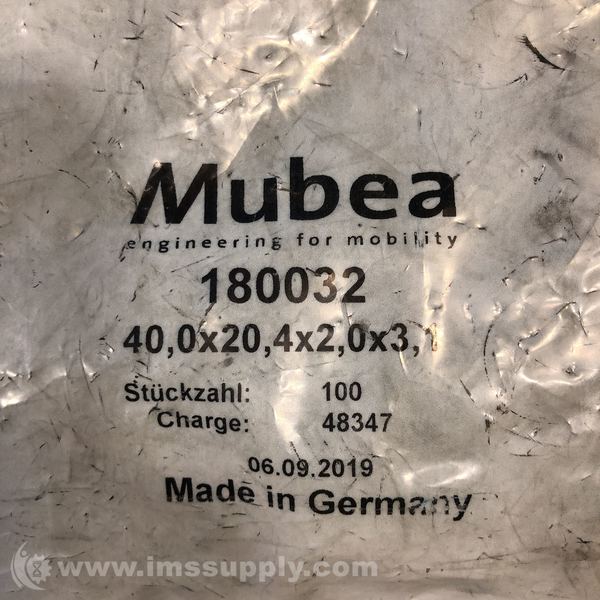 Mubea
engineering for mobility
180032
40,0x20,4x2,0x3,1
Stückzahl: 100
Charge: 48347
06.09.2019
Made in Germany
www.imssupply.com